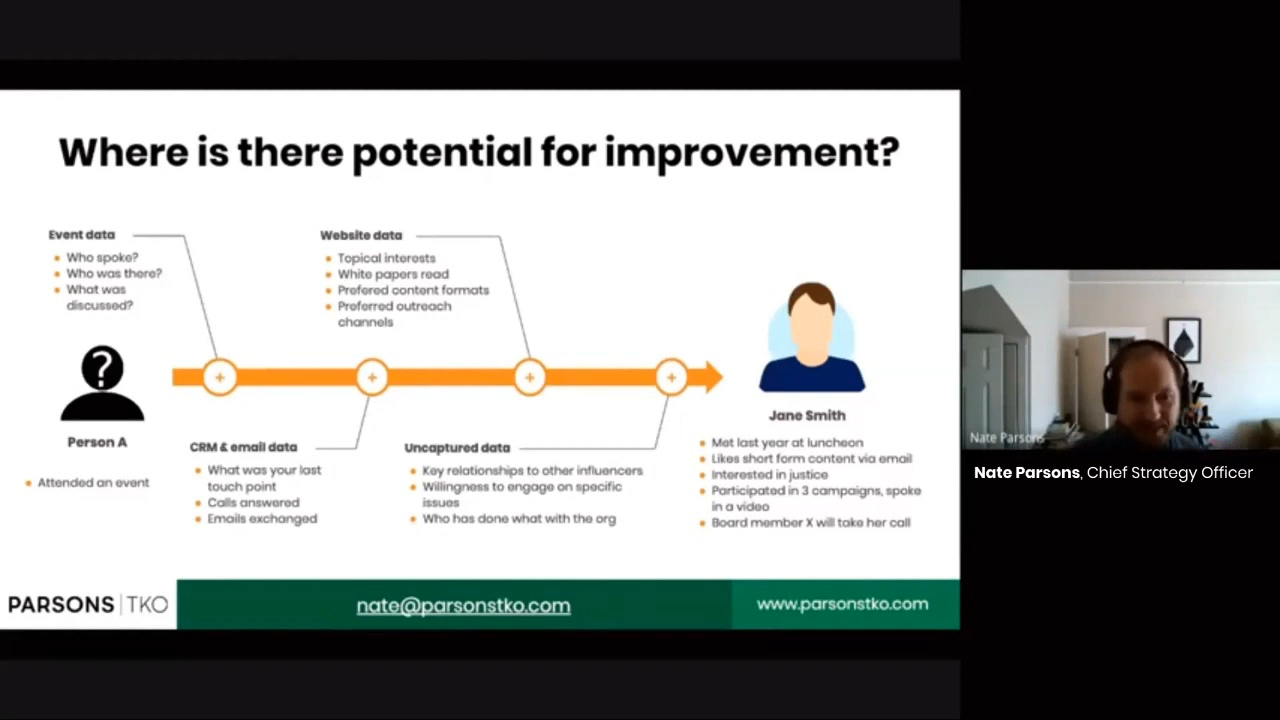 Where is there potential for improvement?
Event data
Who spoke?
Who was there?
What was
discussed?
Website data
Topical interests
White papers read
Prefered content formats
Preferred outreach
channels
?
Person A
Attended an event
CRM & email data
What was your last
touch point
Calls answered
Emails exchanged
Uncaptured data
Key relationships to other influencers
Willingness to engage on specific
issues
Who has done what with the org
Jane Smith
Met last year at luncheon
Likes short form content via email
Interested in justice
Participated in 3 campaigns, spoke
in a video
Board member X will take her call
PARSONS|TKO
nate@parsonstko.com
www.parsonstko.com
Nate Parsons
Nate Parsons, Chief Strategy Officer